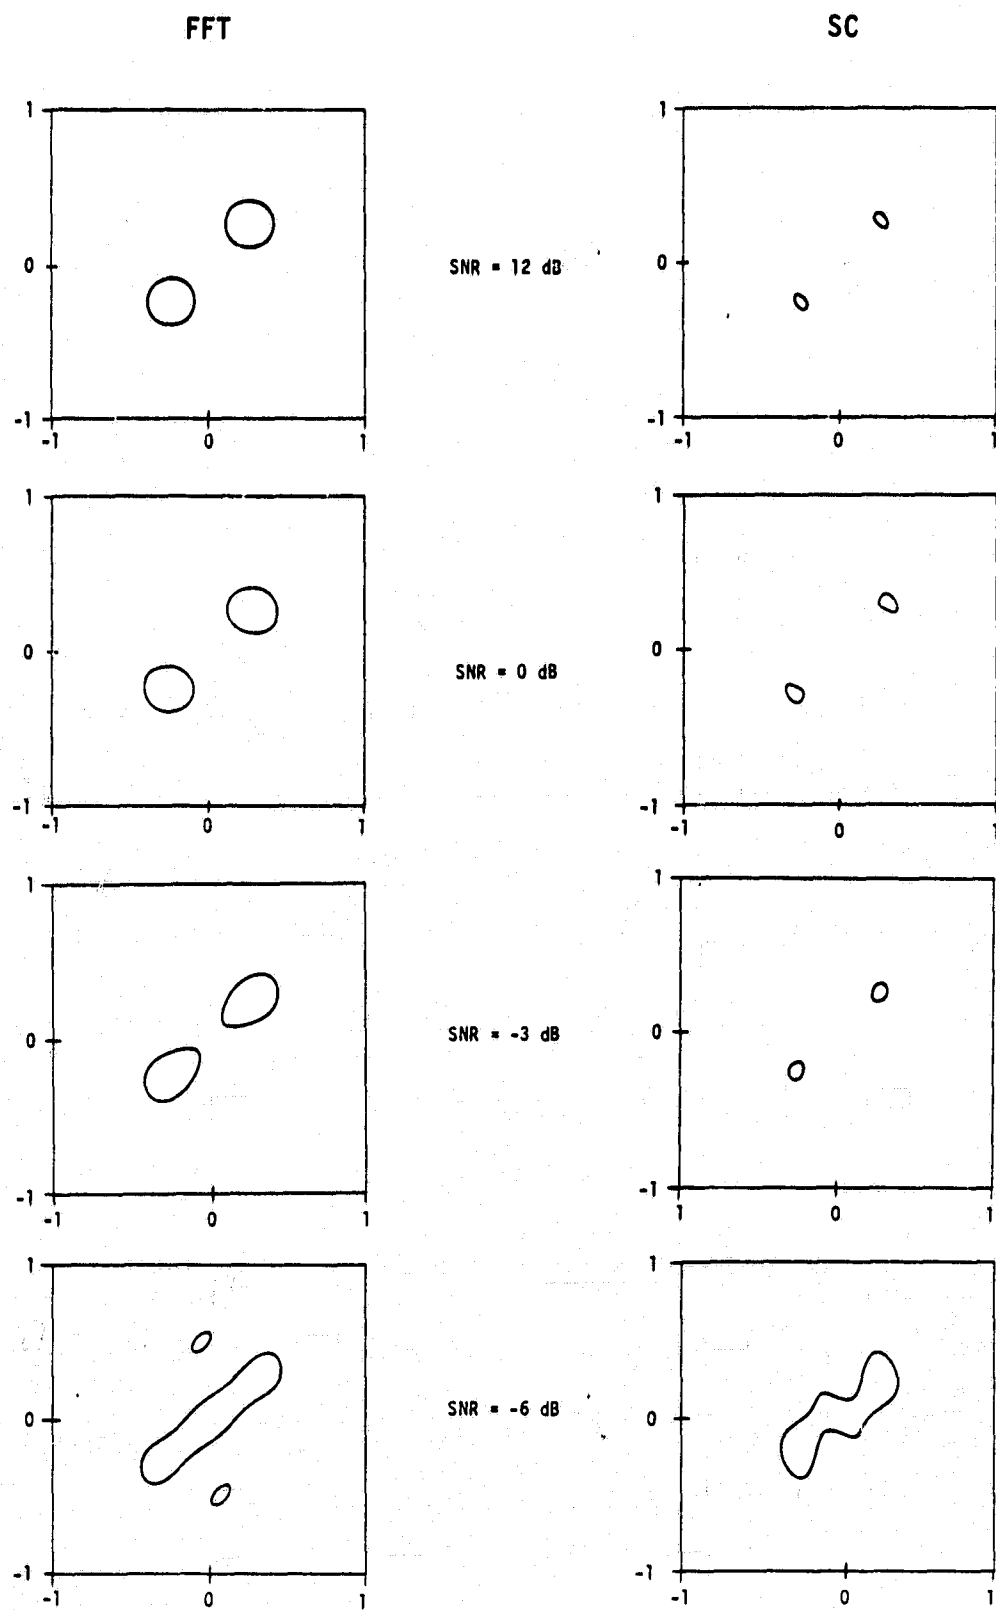 FFT SC
1 1
0 SNR = 12 dB 0
-1 -1
-1 0 1 -1 0 1
1 1
0 SNR = 0 dB 0
-1 -1
-1 0 1 -1 0 1
1 1
0 SNR = -3 dB 0
-1 -1
-1 0 1 1 0 1
1 1
0 SNR = -6 dB 0
-1 -1
-1 0 1 -1 0 1